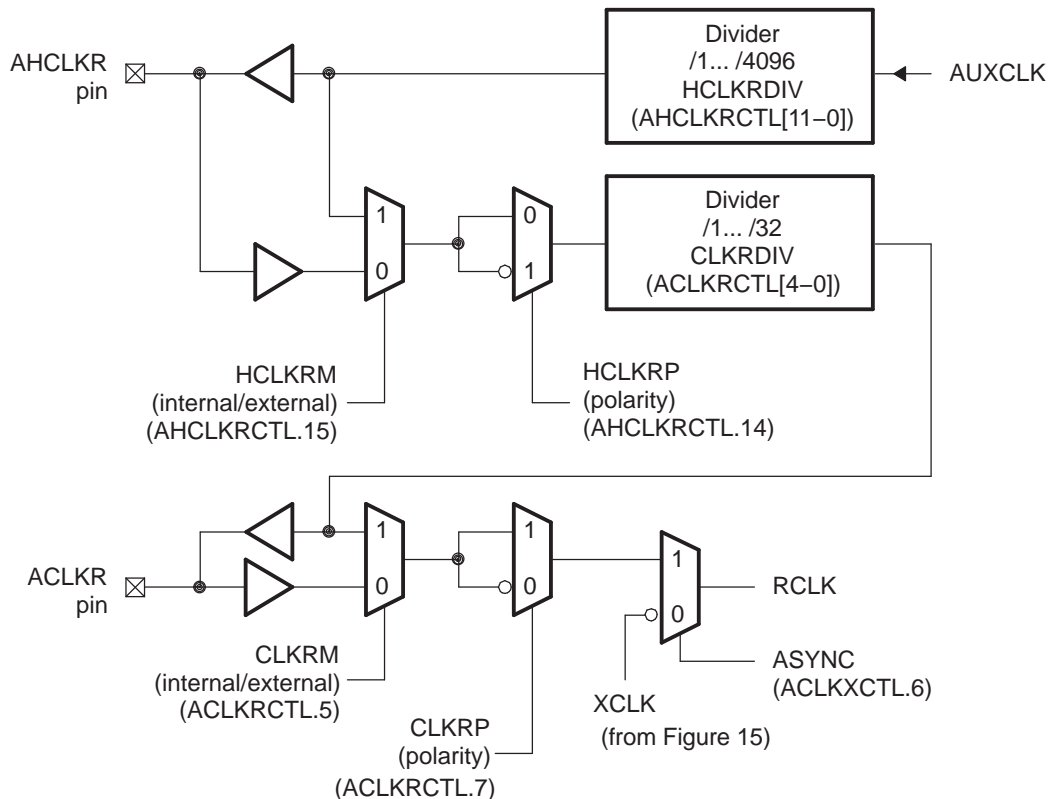 Divider
/1... /4096
HCLKRDIV
(AHCLKRCTL[11−0])
AHCLKR
pin
AUXCLK
1
0
0
1
Divider
/1... /32
CLKRDIV
(ACLKRCTL[4−0])
HCLKRM
(internal/external)
(AHCLKRCTL.15)
HCLKRP
(polarity)
(AHCLKRCTL.14)
ACLKR
pin
1
0
1
0
1
0
RCLK
CLKRM
(internal/external)
(ACLKRCTL.5)
CLKRP
(polarity)
(ACLKRCTL.7)
XCLK
(from Figure 15)
ASYNC
(ACLKXCTL.6)